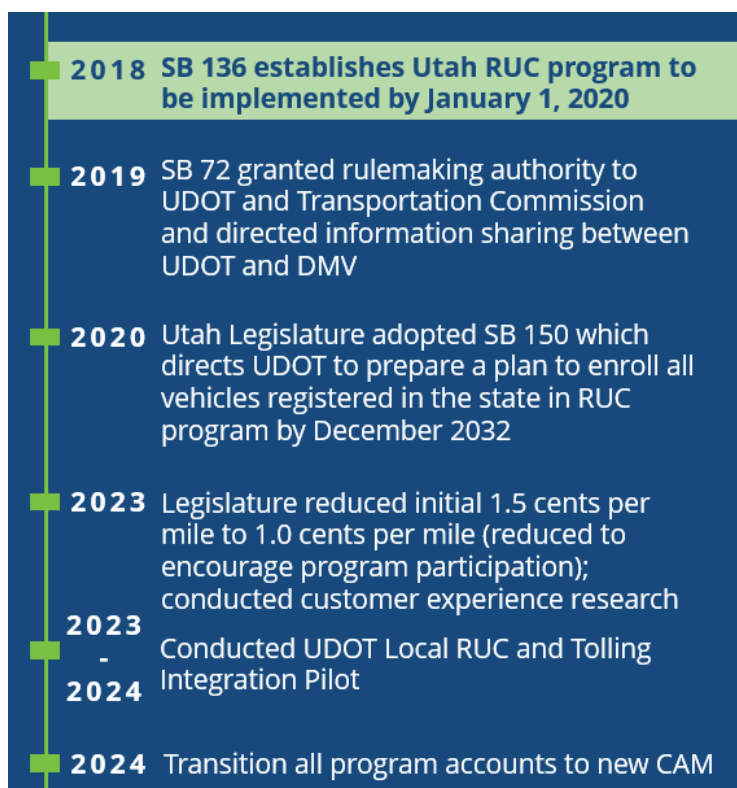 2018 SB 136 establishes Utah RUC program to
be implemented by January 1, 2020
2019 SB 72 granted rulemaking authority to
UDOT and Transportation Commission
and directed information sharing between
UDOT and DMV
2020 Utah Legislature adopted SB 150 which
directs UDOT to prepare a plan to enroll all
vehicles registered in the state in RUC
program by December 2032
2023 Legislature reduced initial 1.5 cents per
mile to 1.0 cents per mile (reduced to
encourage program participation);
conducted customer experience research
2023
-
2024
Conducted UDOT Local RUC and Tolling
Integration Pilot
2024 Transition all program accounts to new CAM